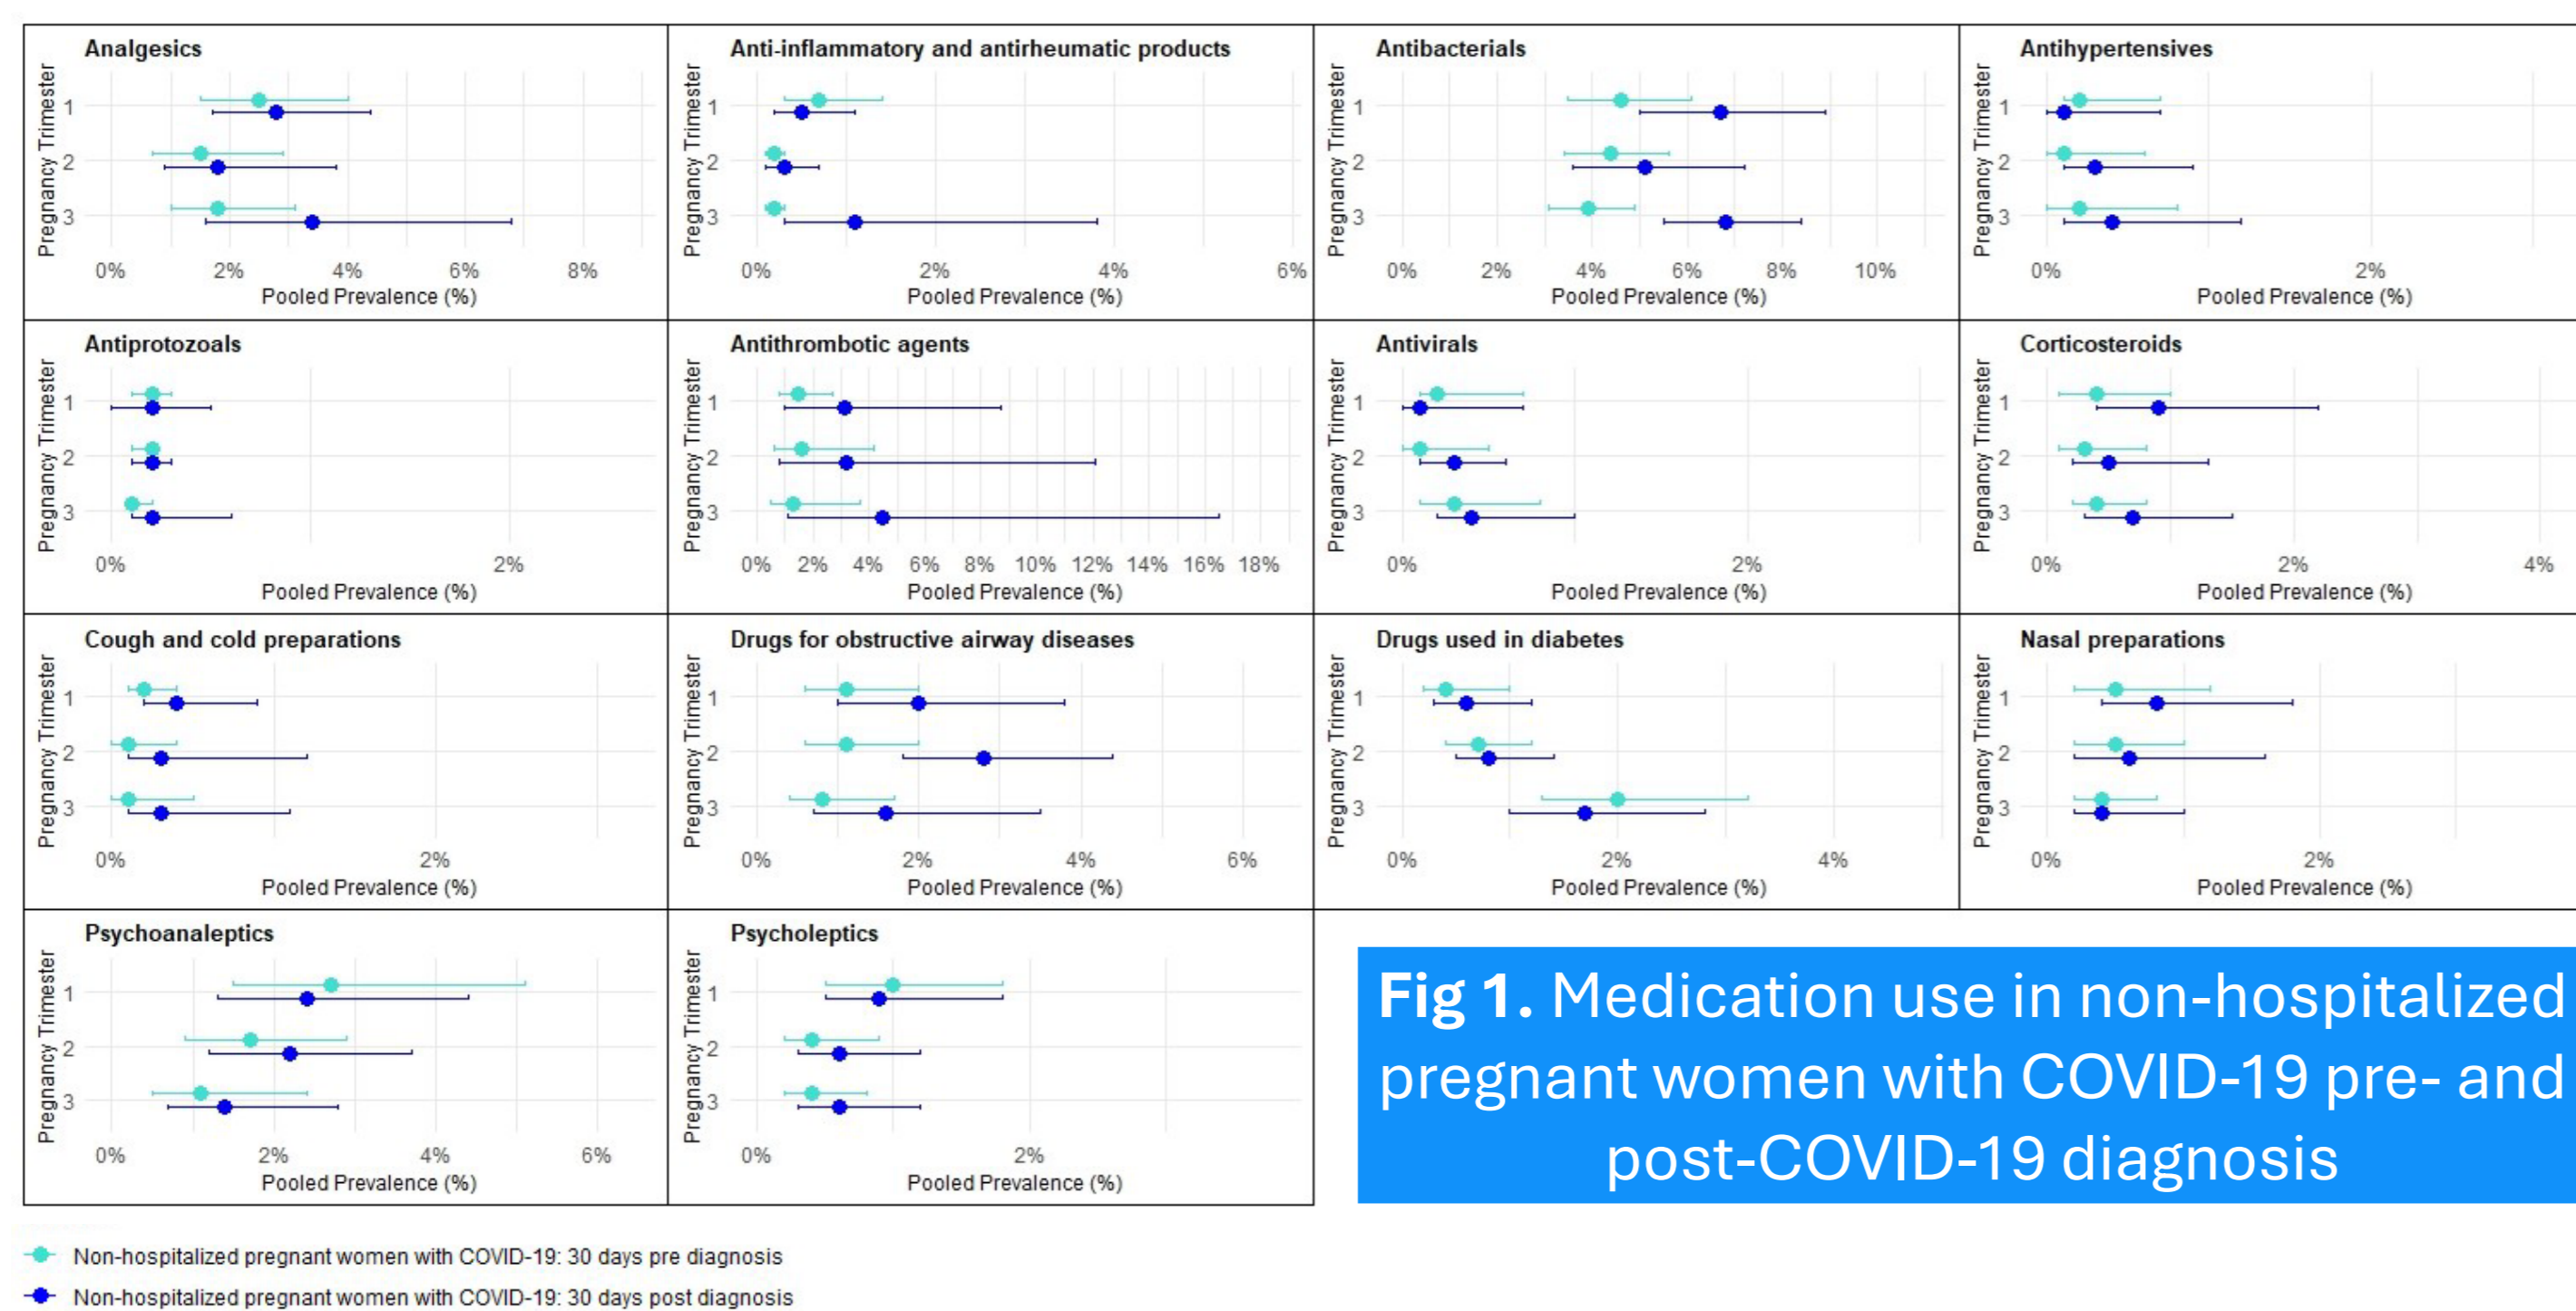 Analgesics
Pregnancy Trimester
1
2
3
0% 2% 4% 6% 8%
Pooled Prevalence (%)
Anti-inflammatory and antirheumatic products
Pregnancy Trimester
1
2
3
0% 2% 4% 6%
Pooled Prevalence (%)
Antibacterials
Pregnancy Trimester
1
2
3
0% 2% 4% 6% 8% 10%
Pooled Prevalence (%)
Antihypertensives
Pregnancy Trimester
1
2
3
0% 2%
Pooled Prevalence (%)
Antiprotozoals
Pregnancy Trimester
1
2
3
0% 2%
Pooled Prevalence (%)
Antithrombotic agents
Pregnancy Trimester
1
2
3
0% 2% 4% 6% 8% 10% 12% 14% 16% 18%
Pooled Prevalence (%)
Antivirals
Pregnancy Trimester
1
2
3
0% 2%
Pooled Prevalence (%)
Corticosteroids
Pregnancy Trimester
1
2
3
0% 2% 4%
Pooled Prevalence (%)
Cough and cold preparations
Pregnancy Trimester
1
2
3
0% 2%
Pooled Prevalence (%)
Drugs for obstructive airway diseases
Pregnancy Trimester
1
2
3
0% 2% 4% 6%
Pooled Prevalence (%)
Drugs used in diabetes
Pregnancy Trimester
1
2
3
0% 2% 4%
Pooled Prevalence (%)
Nasal preparations
Pregnancy Trimester
1
2
3
0% 2%
Pooled Prevalence (%)
Psychoanaleptics
Pregnancy Trimester
1
2
3
0% 2% 4% 6%
Pooled Prevalence (%)
Psycholeptics
Pregnancy Trimester
1
2
3
0% 2%
Pooled Prevalence (%)
Fig 1. Medication use in non-hospitalized
pregnant women with COVID-19 pre- and
post-COVID-19 diagnosis
Non-hospitalized pregnant women with COVID-19: 30 days pre diagnosis
Non-hospitalized pregnant women with COVID-19: 30 days post diagnosis